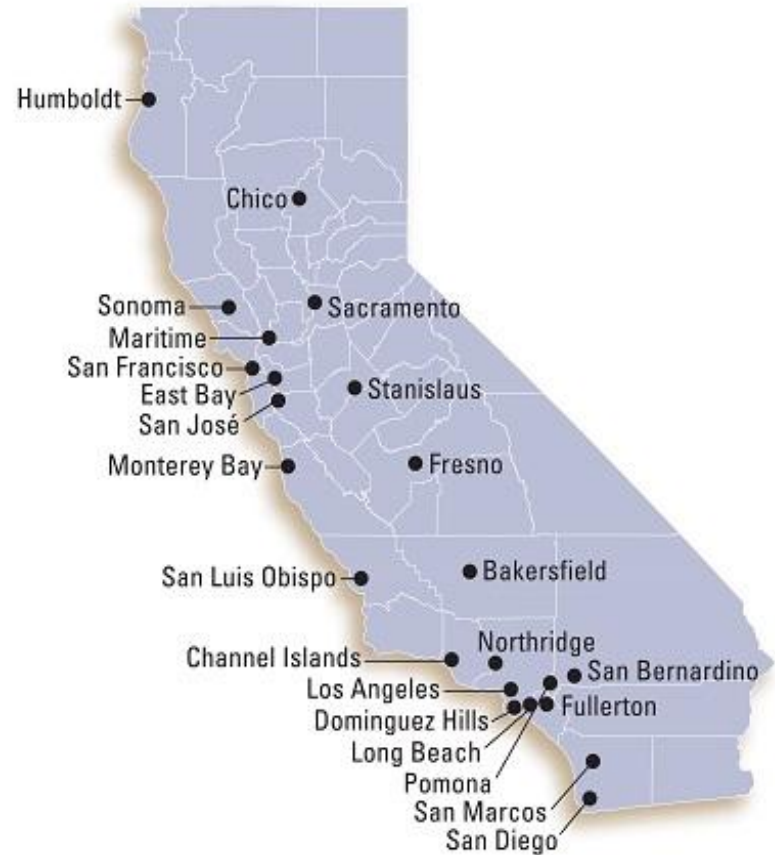 Humboldt
Chico
Sonoma
Sacramento
Maritime
San Francisco
East Bay
Stanislaus
San José
Monterey Bay
Fresno
San Luis Obispo
Bakersfield
Northridge
Channel Islands
San Bernardino
Los Angeles
Fullerton
Dominguez Hills
Long Beach
Pomona
San Marcos
San Diego